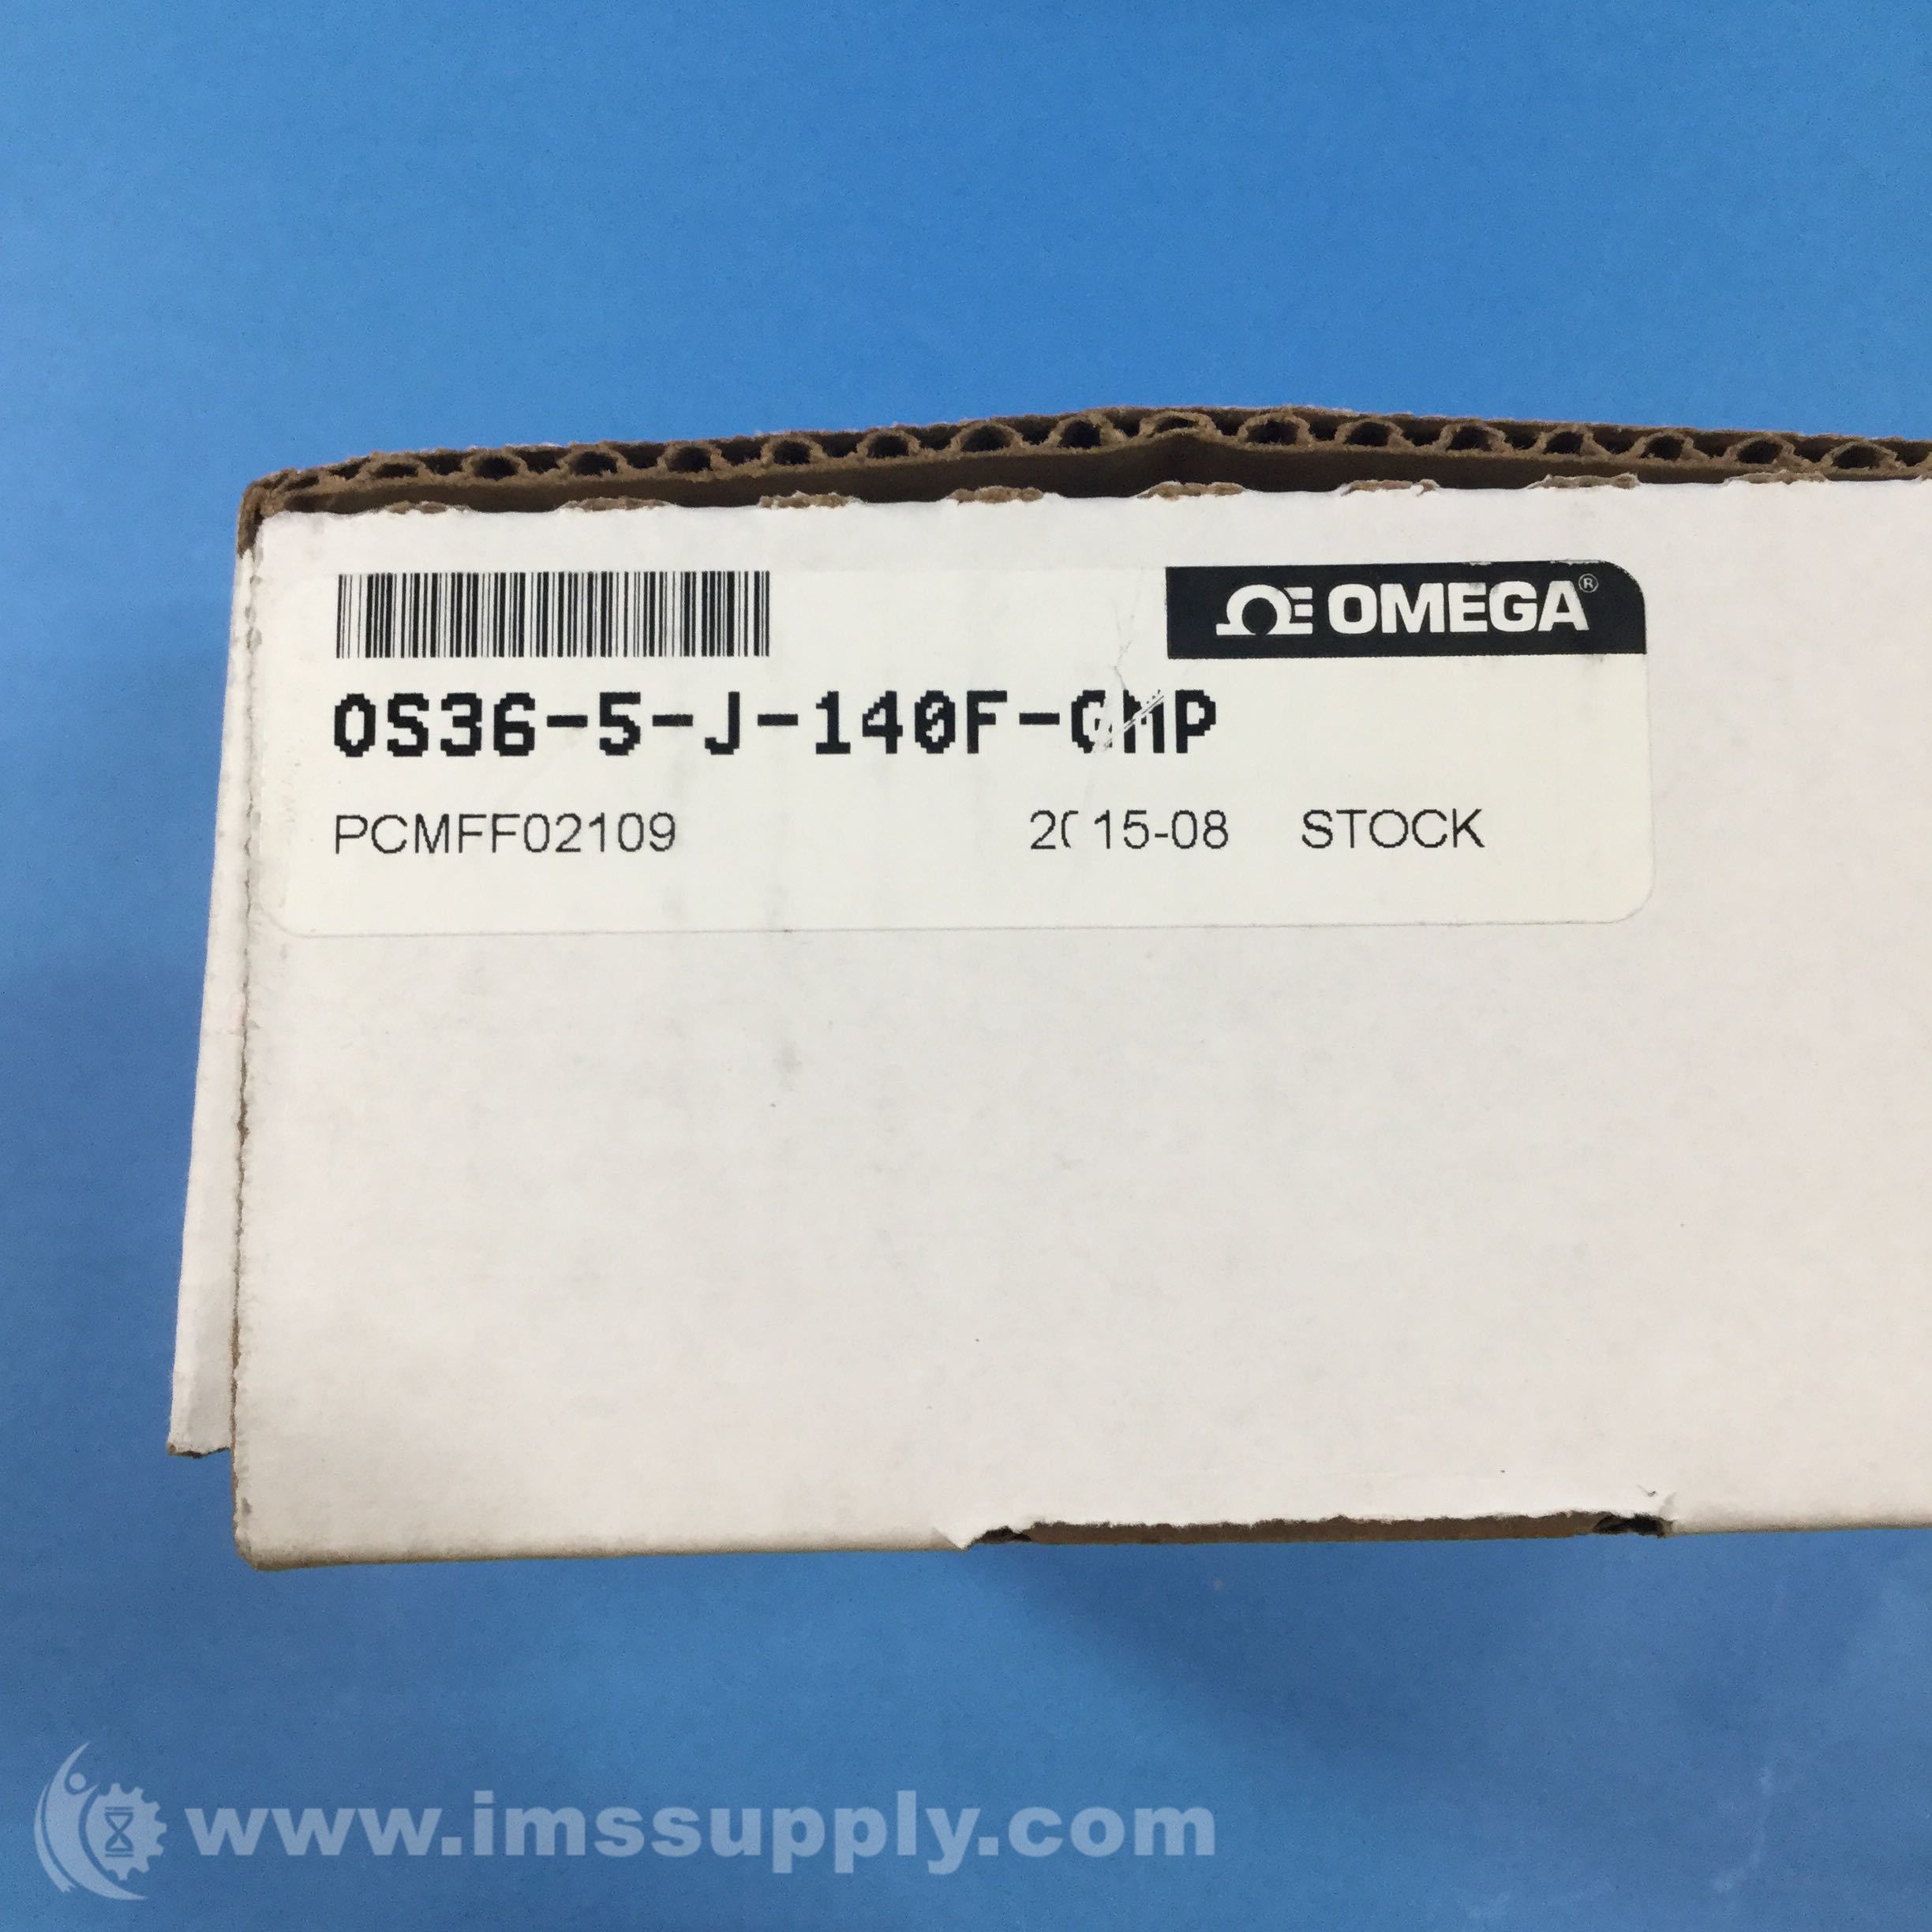 OMEGA®
OS36-5-J-140F-GMP
PCMFF02109 2015-08 STOCK
www.imssupply.com